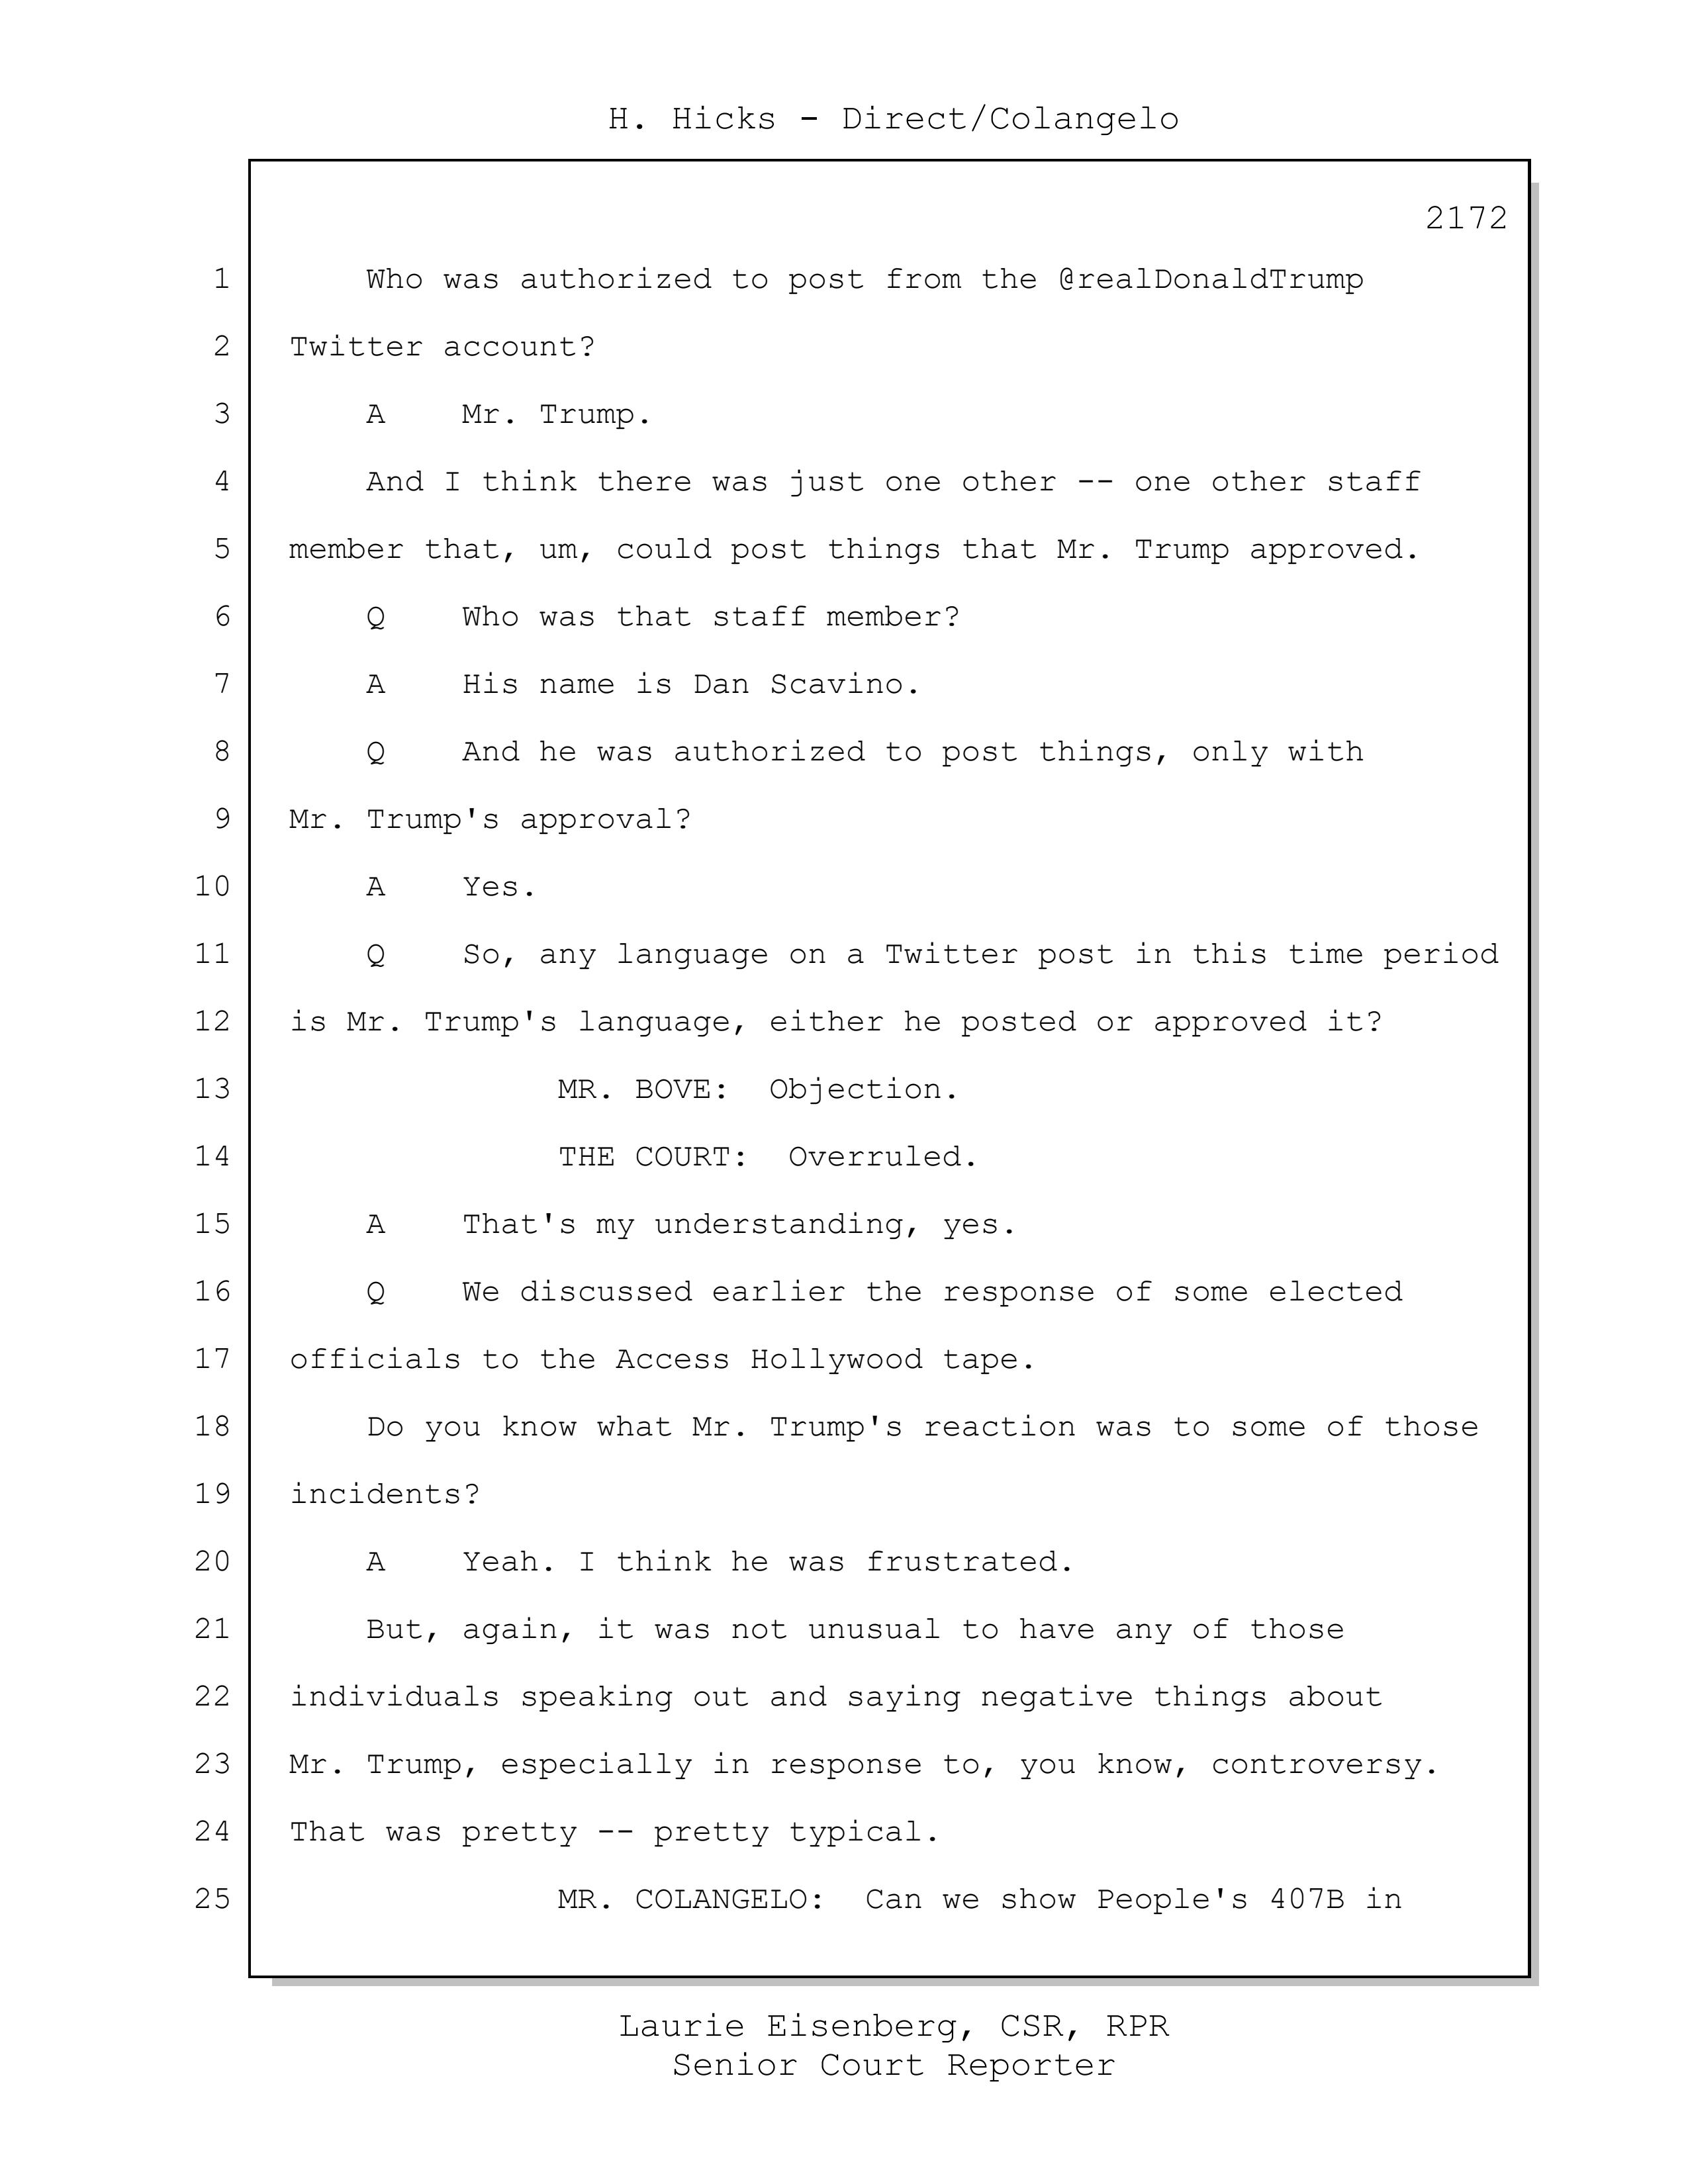 H. Hicks - Direct/Colangelo
2172
1 Who was authorized to post from the @realDonaldTrump
2 Twitter account?
3 A Mr. Trump.
4 And I think there was just one other -- one other staff
5 member that, um, could post things that Mr. Trump approved.
6 Q Who was that staff member?
7 A His name is Dan Scavino.
8 Q And he was authorized to post things, only with
9 Mr. Trump's approval?
10 A Yes.
11 Q So, any language on a Twitter post in this time period
12 is Mr. Trump's language, either he posted or approved it?
13 MR. BOVE: Objection.
14 THE COURT: Overruled.
15 A That's my understanding, yes.
16 Q We discussed earlier the response of some elected
17 officials to the Access Hollywood tape.
18 Do you know what Mr. Trump's reaction was to some of those
19 incidents?
20 A Yeah. I think he was frustrated.
21 But, again, it was not unusual to have any of those
22 individuals speaking out and saying negative things about
23 Mr. Trump, especially in response to, you know, controversy.
24 That was pretty -- pretty typical.
25 MR. COLANGELO: Can we show People's 407B in
Laurie Eisenberg, CSR, RPR
Senior Court Reporter